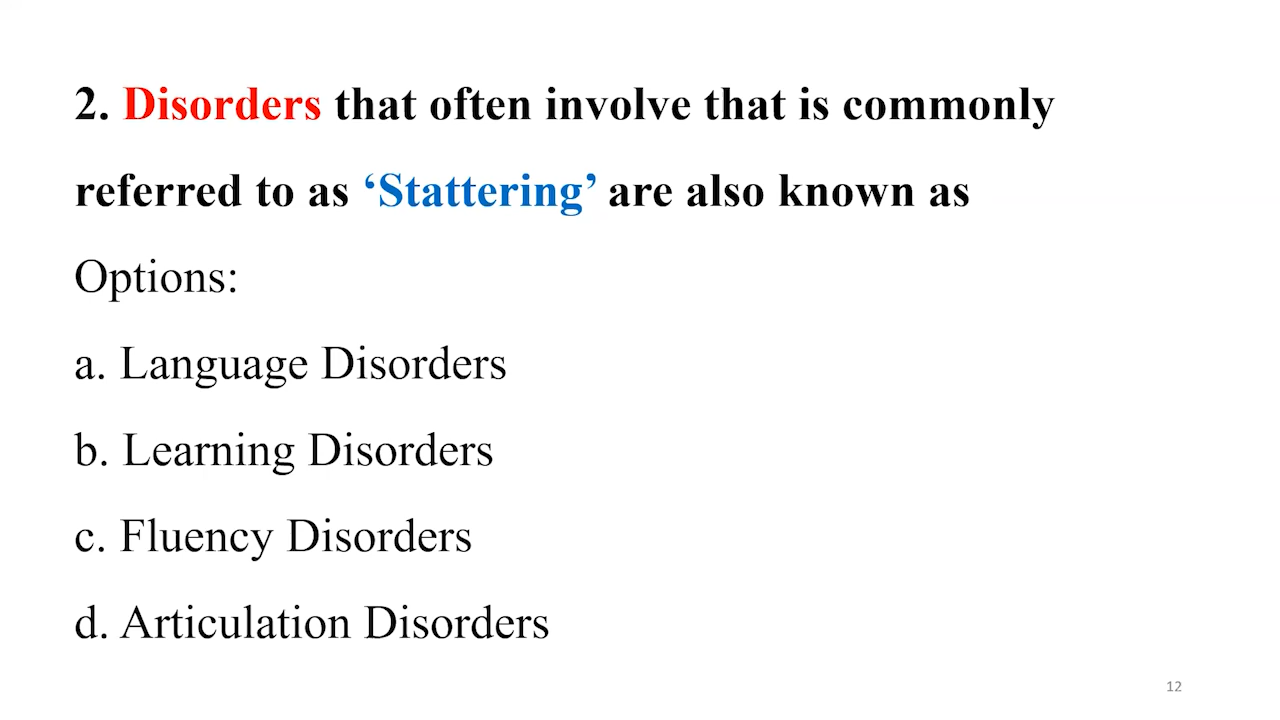 2. Disorders that often involve that is commonly
referred to as ‘Stattering’ are also known as
Options:
a. Language Disorders
b. Learning Disorders
c. Fluency Disorders
d. Articulation Disorders
12